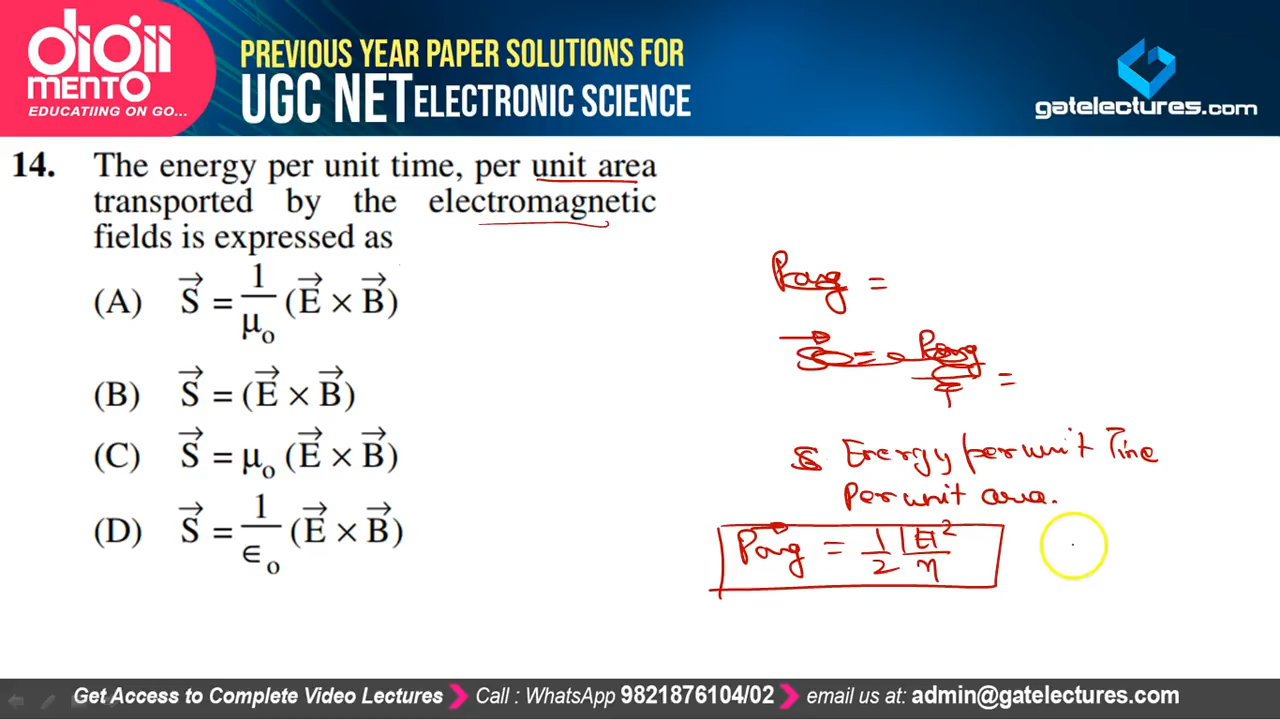 digii
MENTO
EDUCATIING ON GO...
PREVIOUS YEAR PAPER SOLUTIONS FOR
UGC NET ELECTRONIC SCIENCE
gatelectures.com
14. The energy per unit time, per unit area
transported by the electromagnetic
fields is expressed as
(A) S⃗ = 1/μ₀ (E⃗ × B⃗)
(B) S⃗ = (E⃗ × B⃗)
(C) S⃗ = μ₀ (E⃗ × B⃗)
(D) S⃗ = 1/ϵ₀ (E⃗ × B⃗)
Pavg =
Energy per unit Time
Per unit area.
Pavg = 1/2 |E|²/η
Get Access to Complete Video Lectures
Call : WhatsApp 9821876104/02
email us at: admin@gatelectures.com